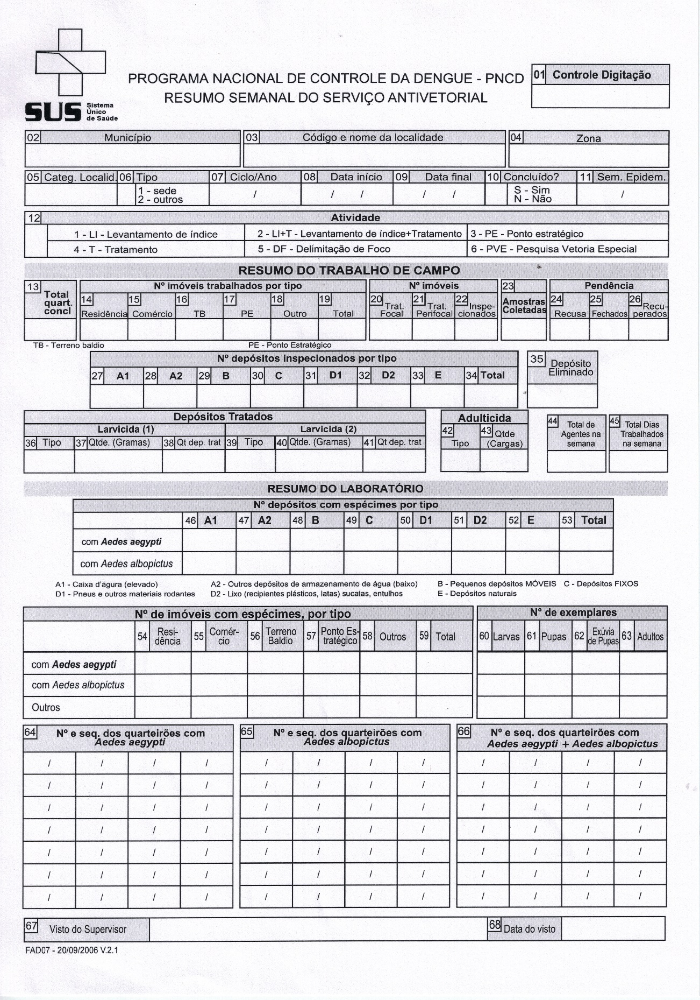 SUS Sistema
Único
de Saúde
PROGRAMA NACIONAL DE CONTROLE DA DENGUE - PNCD
RESUMO SEMANAL DO SERVIÇO ANTIVETORIAL
01 Controle Digitação
02 Município 03 Código e nome da localidade 04 Zona
05 Categ. Localid. 06 Tipo 07 Ciclo/Ano 08 Data início 09 Data final 10 Concluído? 11 Sem. Epidem.
1 - sede / / / / / S - Sim /
2 - outros N - Não
12 Atividade
1 - LI - Levantamento de índice 2 - LI+T - Levantamento de índice+Tratamento 3 - PE - Ponto estratégico
4 - T - Tratamento 5 - DF - Delimitação de Foco 6 - PVE - Pesquisa Vetoria Especial
RESUMO DO TRABALHO DE CAMPO
13 Total quart. concl
Nº imóveis trabalhados por tipo
14 Residência 15 Comércio 16 TB 17 PE 18 Outro 19 Total
Nº imóveis
20 Trat. Focal 21 Trat. Perifocal 22 Inspe-cionados
23 Amostras Coletadas
Pendência
24 Recusa 25 Fechados 26 Recu-perados
TB - Terreno baldio PE - Ponto Estratégico
Nº depósitos inspecionados por tipo
27 A1 28 A2 29 B 30 C 31 D1 32 D2 33 E 34 Total
35 Depósito Eliminado
Depósitos Tratados
Larvicida (1) Larvicida (2)
36 Tipo 37 Qtde. (Gramas) 38 Qt dep. trat 39 Tipo 40 Qtde. (Gramas) 41 Qt dep. trat
Adulticida
42 Tipo 43 Qtde (Cargas)
44 Total de Agentes na semana
45 Total Dias Trabalhados na semana
RESUMO DO LABORATÓRIO
Nº depósitos com espécimes por tipo
46 A1 47 A2 48 B 49 C 50 D1 51 D2 52 E 53 Total
com Aedes aegypti
com Aedes albopictus
A1 - Caixa d'águra (elevado) A2 - Outros depósitos de armazenamento de água (baixo) B - Pequenos depósitos MÓVEIS C - Depósitos FIXOS
D1 - Pneus e outros materiais rodantes D2 - Lixo (recipientes plásticos, latas) sucatas, entulhos E - Depósitos naturais
Nº de imóveis com espécimes, por tipo
54 Resi-dência 55 Comér-cio 56 Terreno Baldio 57 Ponto Es-tratégico 58 Outros 59 Total
N° de exemplares
60 Larvas 61 Pupas 62 Exúvia de Pupas 63 Adultos
com Aedes aegypti
com Aedes albopictus
Outros
64 Nº e seq. dos quarteirões com Aedes aegypti
65 Nº e seq. dos quarteirões com Aedes albopictus
66 Nº e seq. dos quarteirões com Aedes aegypti + Aedes albopictus
/ / / / / / / / / / / /
/ / / / / / / / / / / /
/ / / / / / / / / / / /
/ / / / / / / / / / / /
/ / / / / / / / / / / /
/ / / / / / / / / / / /
/ / / / / / / / / / / /
67 Visto do Supervisor 68 Data do visto
FAD07 - 20/09/2006 V.2.1